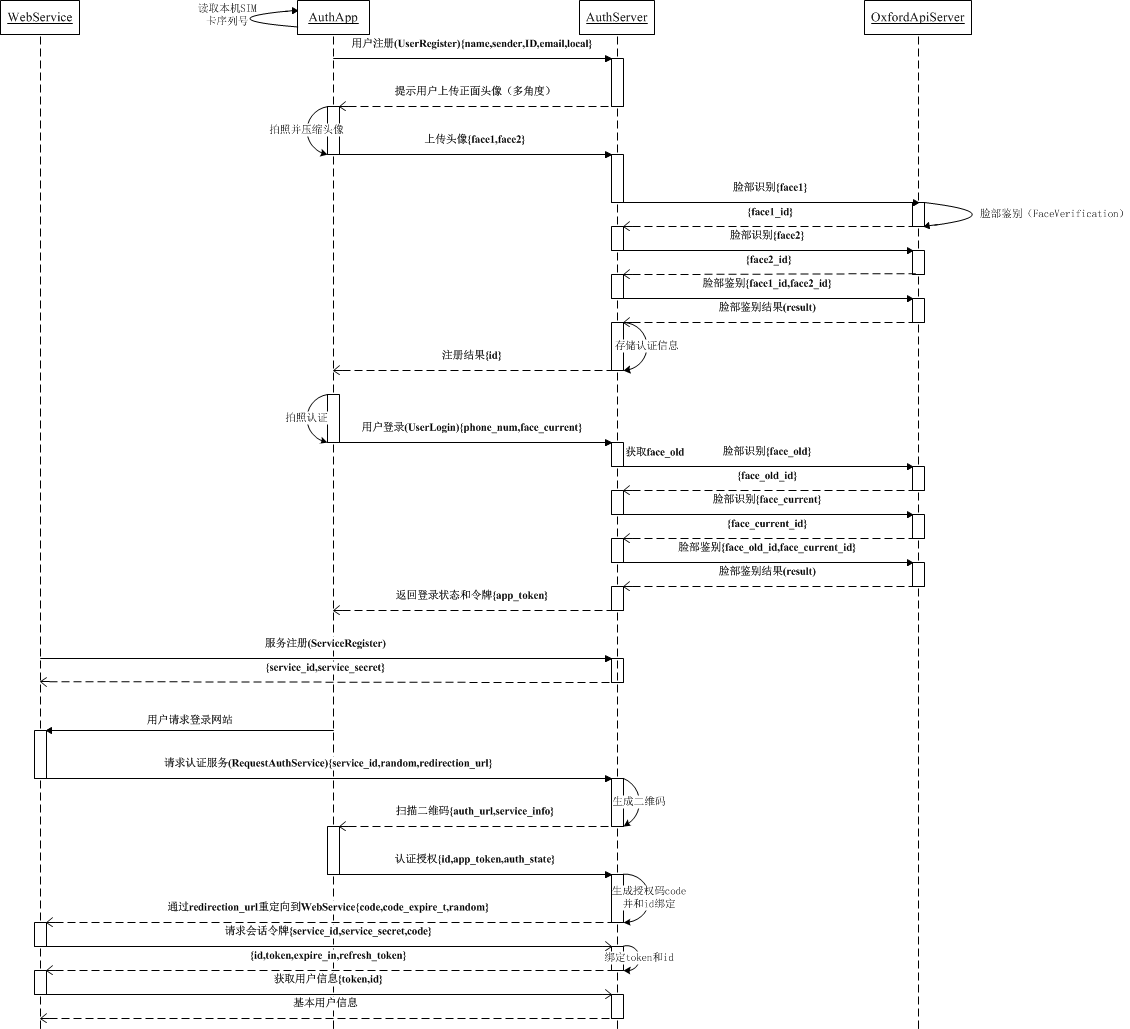 WebService
读取本机SIM
卡序列号
AuthApp
AuthServer
OxfordApiServer
用户注册(UserRegister){name,sender,ID,email,local}
提示用户上传正面头像（多角度）
拍照并压缩头像
上传头像{face1,face2}
脸部识别{face1}
{face1_id}
脸部鉴别（FaceVerification）
脸部识别{face2}
{face2_id}
脸部鉴别{face1_id,face2_id}
脸部鉴别结果(result)
存储认证信息
注册结果{id}
拍照认证
用户登录(UserLogin){phone_num,face_current}
获取face_old
脸部识别{face_old}
{face_old_id}
脸部识别{face_current}
{face_current_id}
脸部鉴别{face_old_id,face_current_id}
脸部鉴别结果(result)
返回登录状态和令牌{app_token}
服务注册(ServiceRegister)
{service_id,service_secret}
用户请求登录网站
请求认证服务(RequestAuthService){service_id,random,redirection_url}
生成二维码
扫描二维码{auth_url,service_info}
认证授权{id,app_token,auth_state}
生成授权码code
并和id绑定
通过redirection_url重定向到WebService{code,code_expire_t,random}
请求会话令牌{service_id,service_secret,code}
{id,token,expire_in,refresh_token}
绑定token和id
获取用户信息{token,id}
基本用户信息